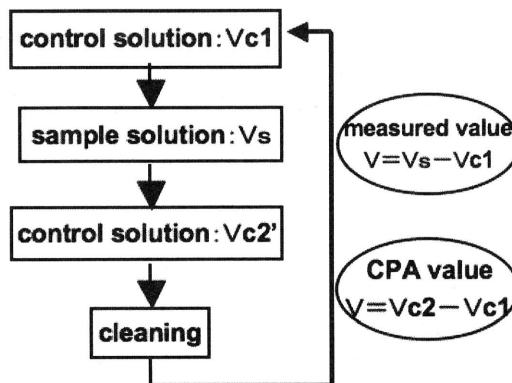 control solution:Vc1
sample solution:Vs
control solution:Vc2'
cleaning
measured value
V=Vs−Vc1
CPA value
V=Vc2−Vc1